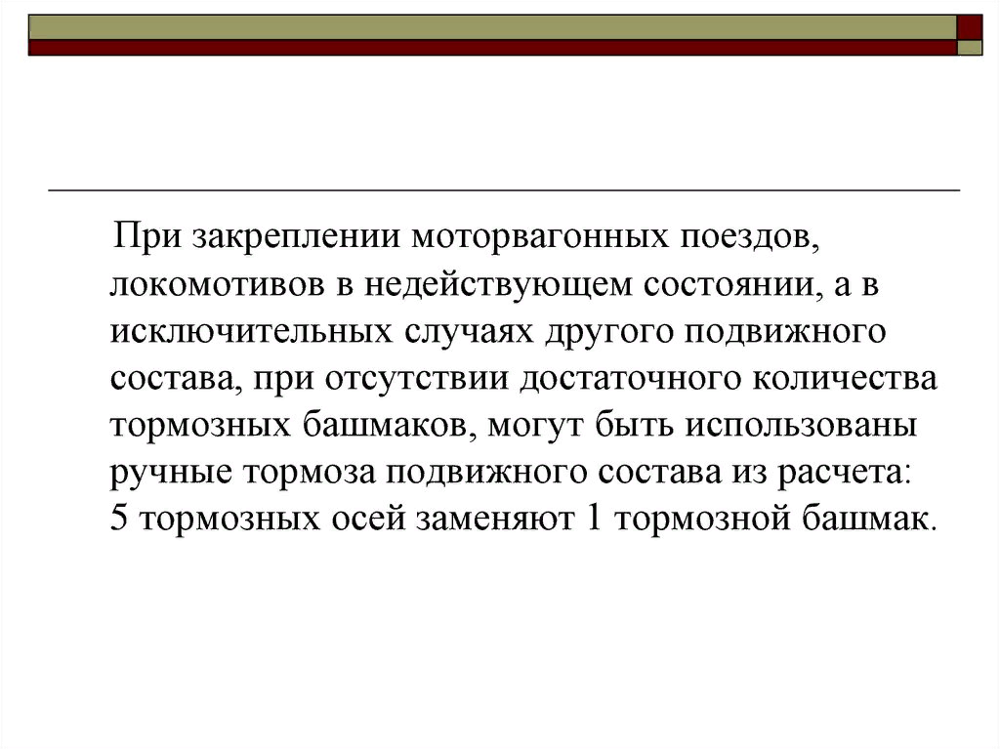 При закреплении моторвагонных поездов,
локомотивов в недействующем состоянии, а в
исключительных случаях другого подвижного
состава, при отсутствии достаточного количества
тормозных башмаков, могут быть использованы
ручные тормоза подвижного состава из расчета:
5 тормозных осей заменяют 1 тормозной башмак.